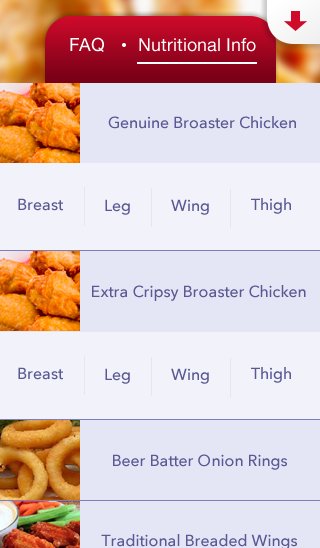 FAQ • Nutritional Info
Genuine Broaster Chicken
Breast Leg Wing Thigh
Extra Cripsy Broaster Chicken
Breast Leg Wing Thigh
Beer Batter Onion Rings
Traditional Breaded Wings